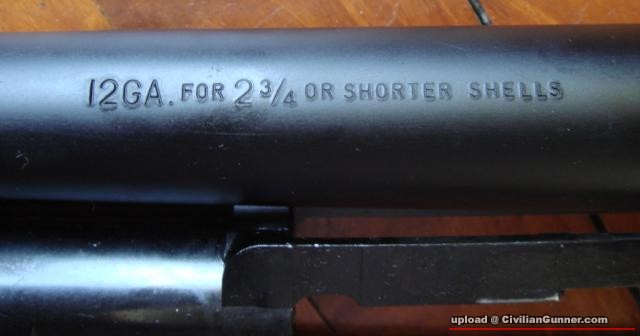 12GA. FOR 2 3/4 OR SHORTER SHELLS
upload @ CivilianGunner.com